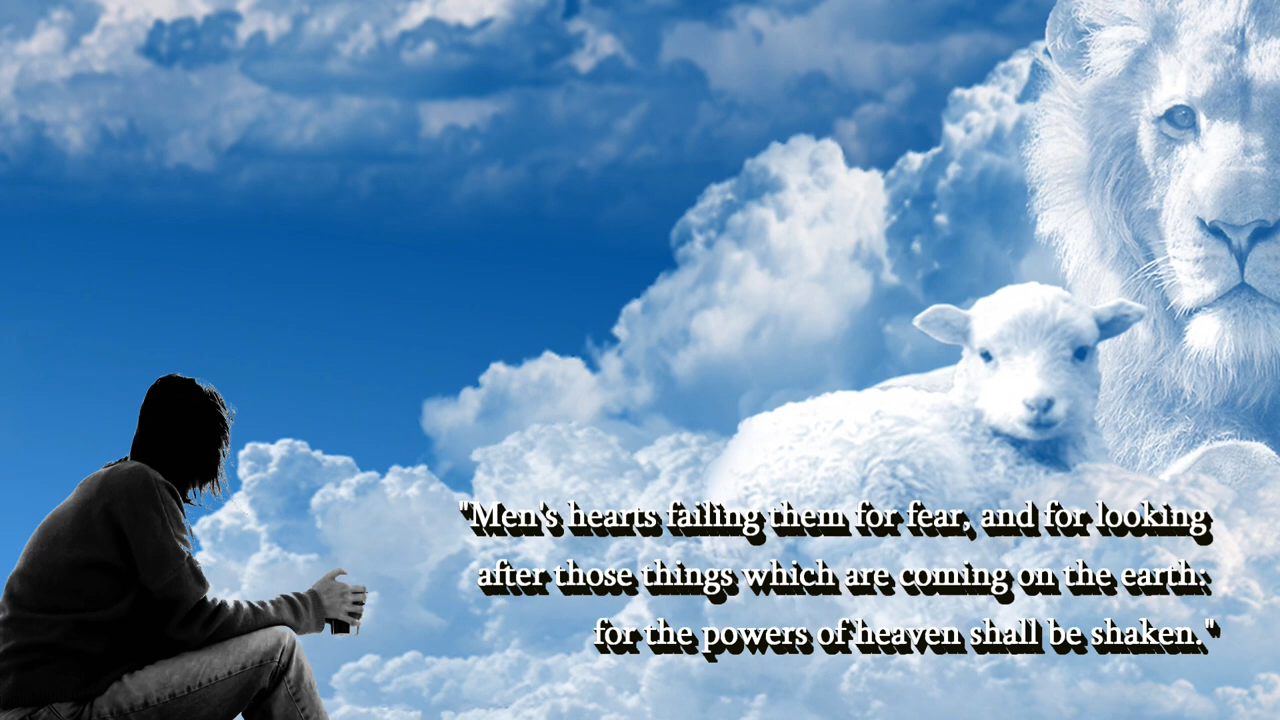 "Men's hearts failing them for fear, and for looking
after those things which are coming on the earth:
for the powers of heaven shall be shaken."